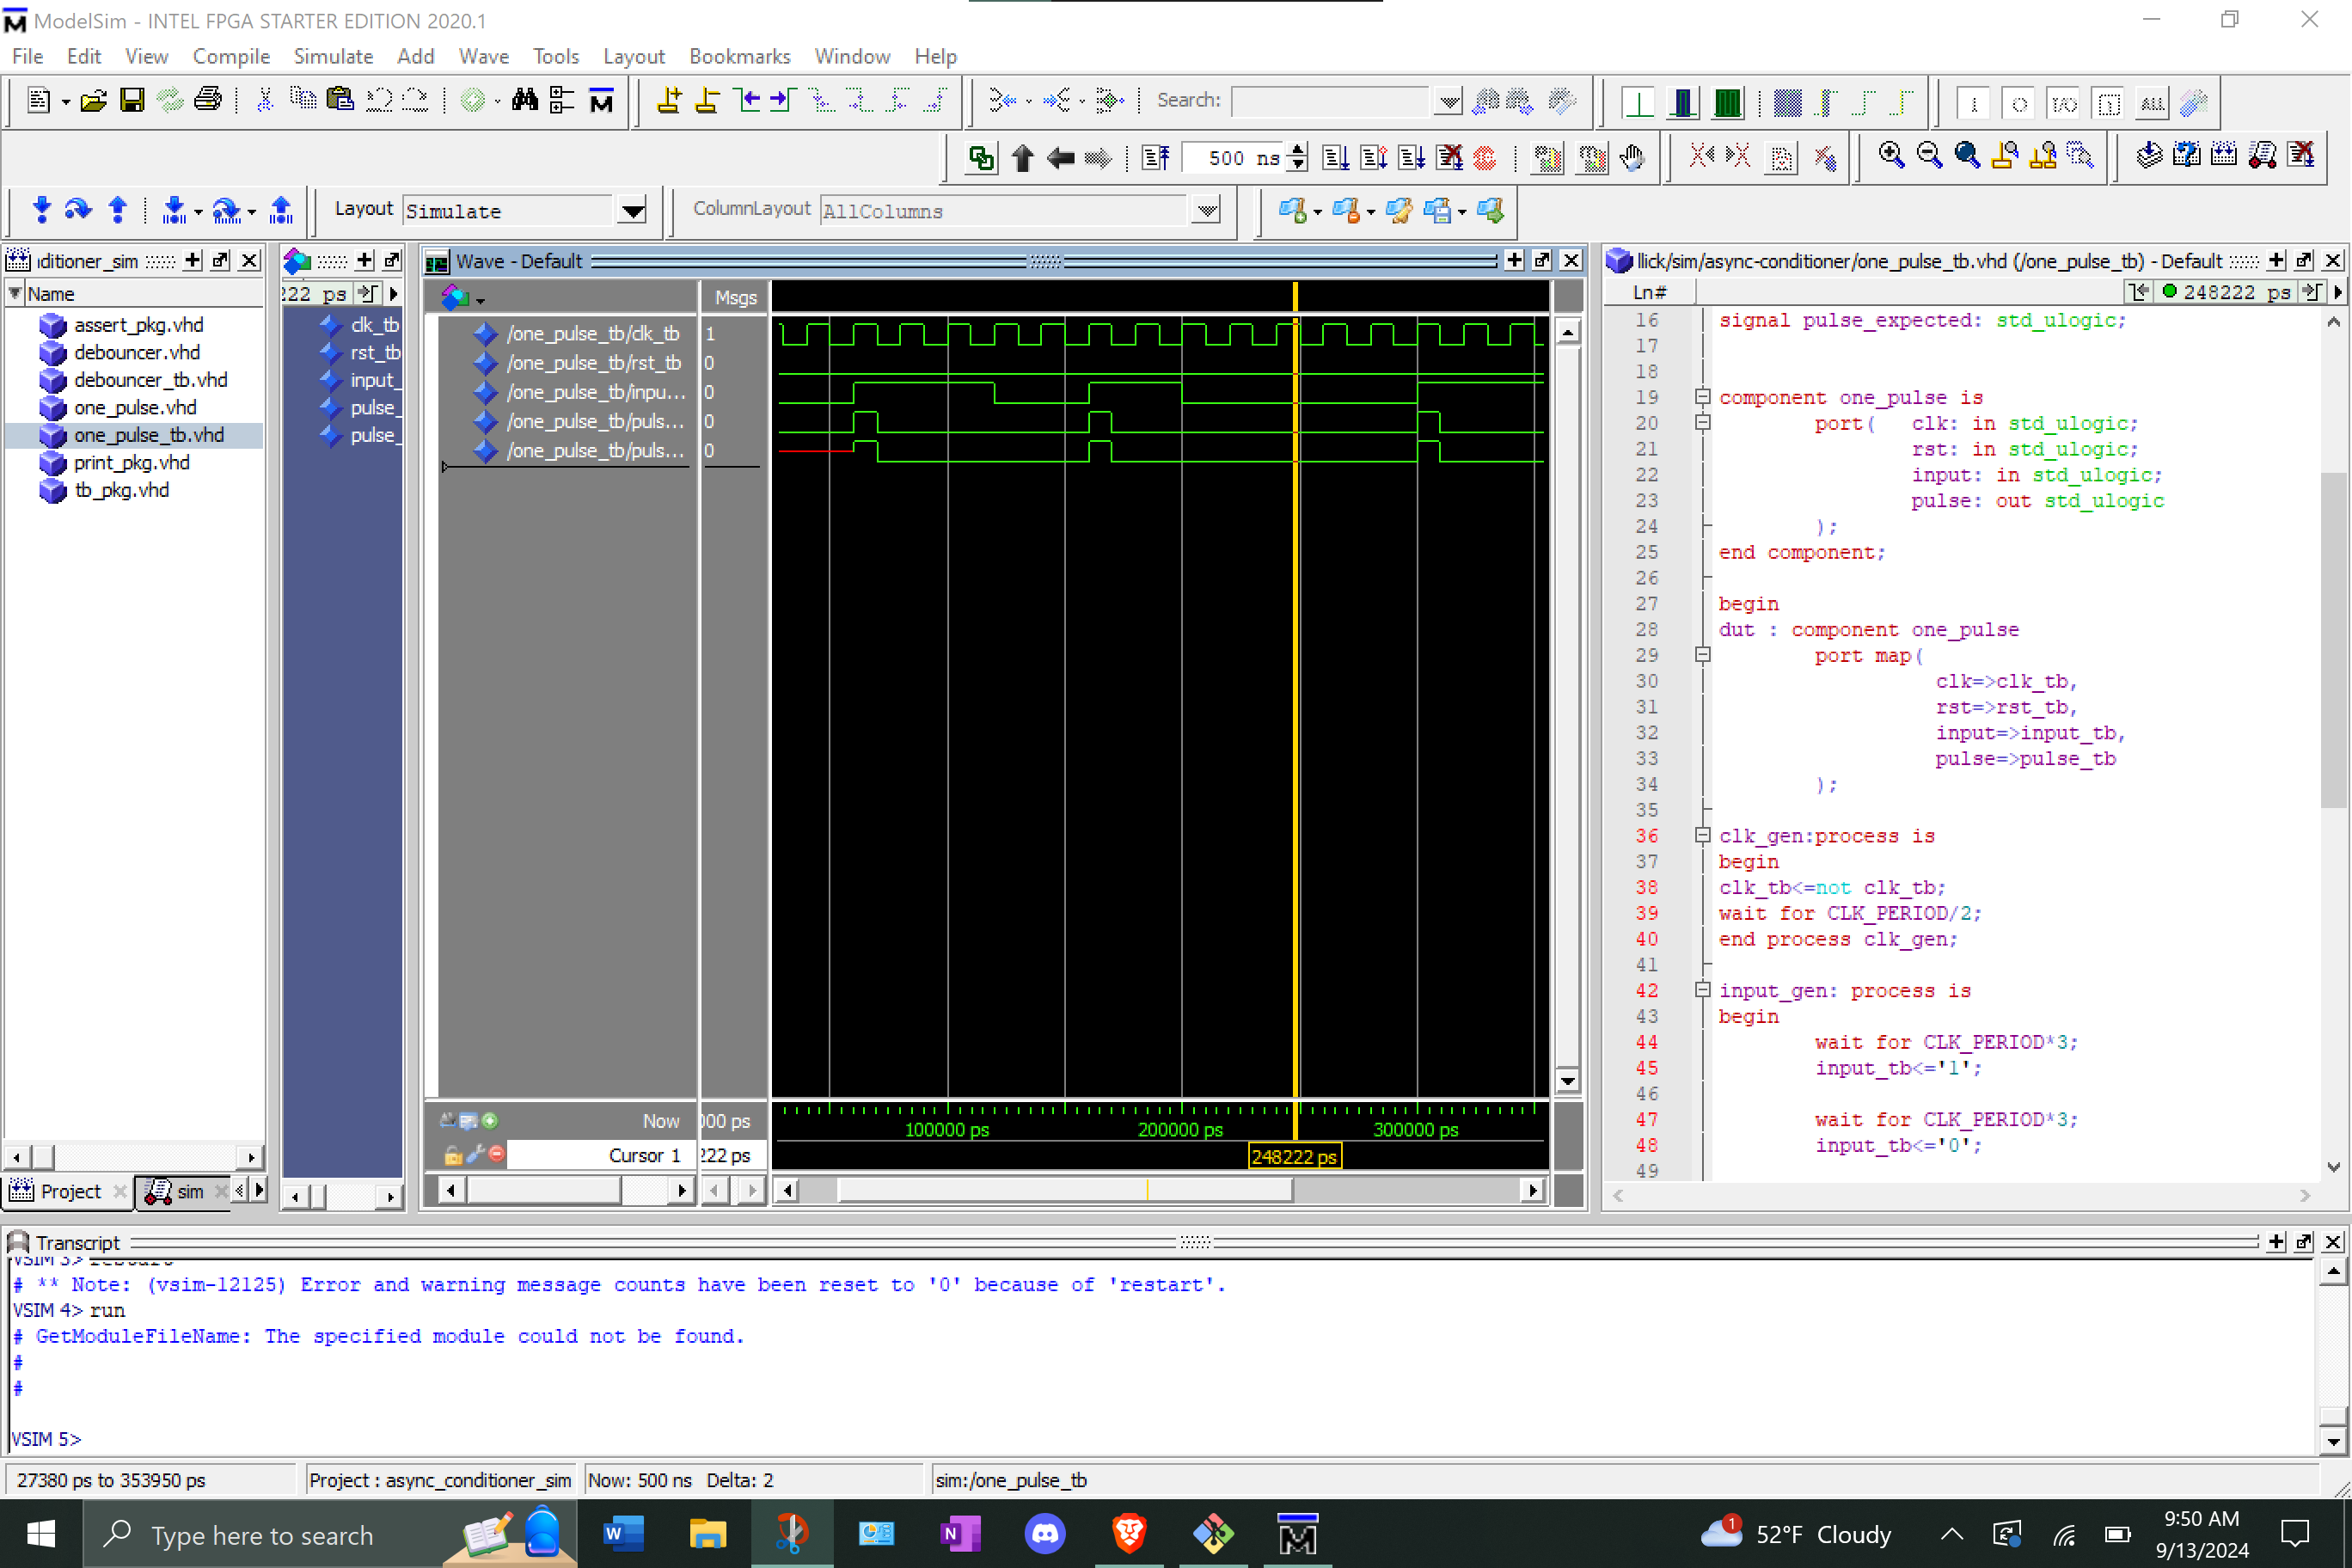 ModelSim - INTEL FPGA STARTER EDITION 2020.1
File Edit View Compile Simulate Add Wave Tools Layout Bookmarks Window Help
Search:
500 ns
Layout Simulate ColumnLayout AllColumns
ditioner_sim
Name
assert_pkg.vhd
debouncer.vhd
debouncer_tb.vhd
one_pulse.vhd
one_pulse_tb.vhd
print_pkg.vhd
tb_pkg.vhd
Project sim
222 ps
clk_tb
rst_tb
input_
pulse_
pulse_
Wave - Default
Msgs
/one_pulse_tb/clk_tb 1
/one_pulse_tb/rst_tb 0
/one_pulse_tb/inpu... 0
/one_pulse_tb/puls... 0
/one_pulse_tb/puls... 0
Now 000 ps
100000 ps 200000 ps 300000 ps
Cursor 1 222 ps
248222 ps
llick/sim/async-conditioner/one_pulse_tb.vhd (/one_pulse_tb) - Default
Ln# 248222 ps
16 signal pulse_expected: std_ulogic;
17
18
19 component one_pulse is
20 port( clk: in std_ulogic;
21 rst: in std_ulogic;
22 input: in std_ulogic;
23 pulse: out std_ulogic
24 );
25 end component;
26
27 begin
28 dut : component one_pulse
29 port map(
30 clk=>clk_tb,
31 rst=>rst_tb,
32 input=>input_tb,
33 pulse=>pulse_tb
34 );
35
36 clk_gen:process is
37 begin
38 clk_tb<=not clk_tb;
39 wait for CLK_PERIOD/2;
40 end process clk_gen;
41
42 input_gen: process is
43 begin
44 wait for CLK_PERIOD*3;
45 input_tb<='1';
46
47 wait for CLK_PERIOD*3;
48 input_tb<='0';
49
Transcript
VSIM 3> restart
# ** Note: (vsim-12125) Error and warning message counts have been reset to '0' because of 'restart'.
VSIM 4> run
# GetModuleFileName: The specified module could not be found.
#
#
VSIM 5>
27380 ps to 353950 ps Project : async_conditioner_sim Now: 500 ns Delta: 2 sim:/one_pulse_tb
Type here to search
1 52°F Cloudy
9:50 AM
9/13/2024